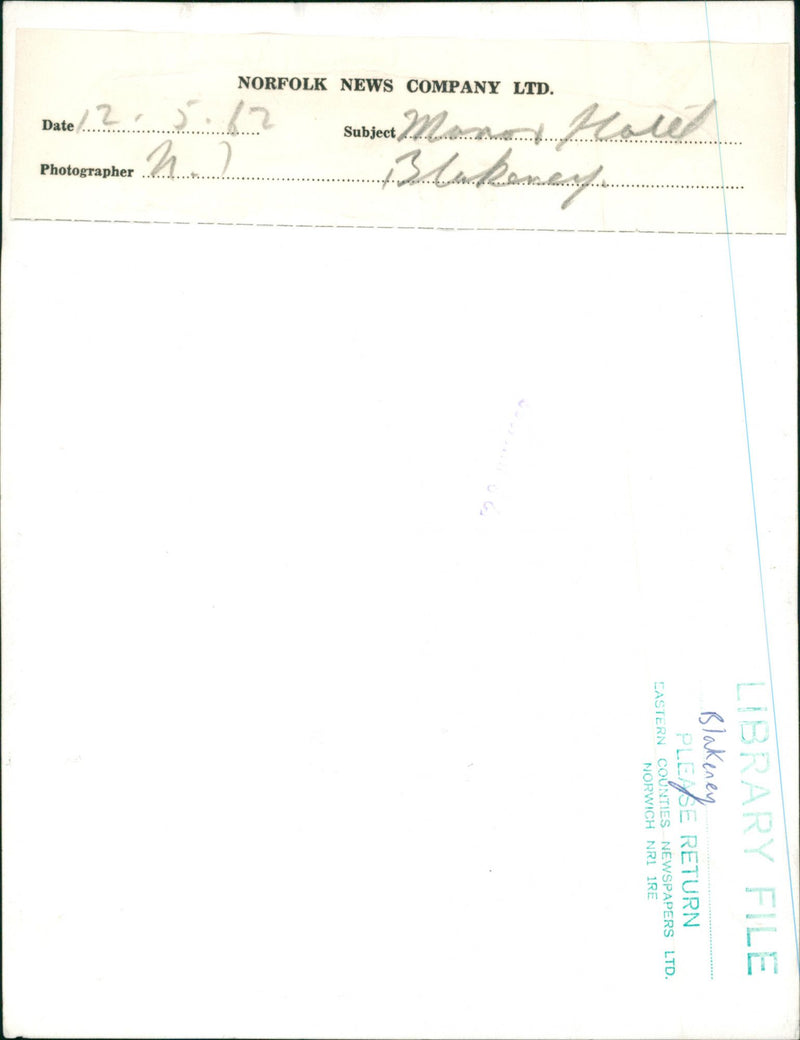 NORFOLK NEWS COMPANY LTD.
Date 12. 5. 62 Subject Manor Hotel
Photographer Blakeney.
LIBRARY FILE
Blakeney
PLEASE RETURN
EASTERN COUNTIES NEWSPAPERS LTD.
NORWICH NR1 1RE